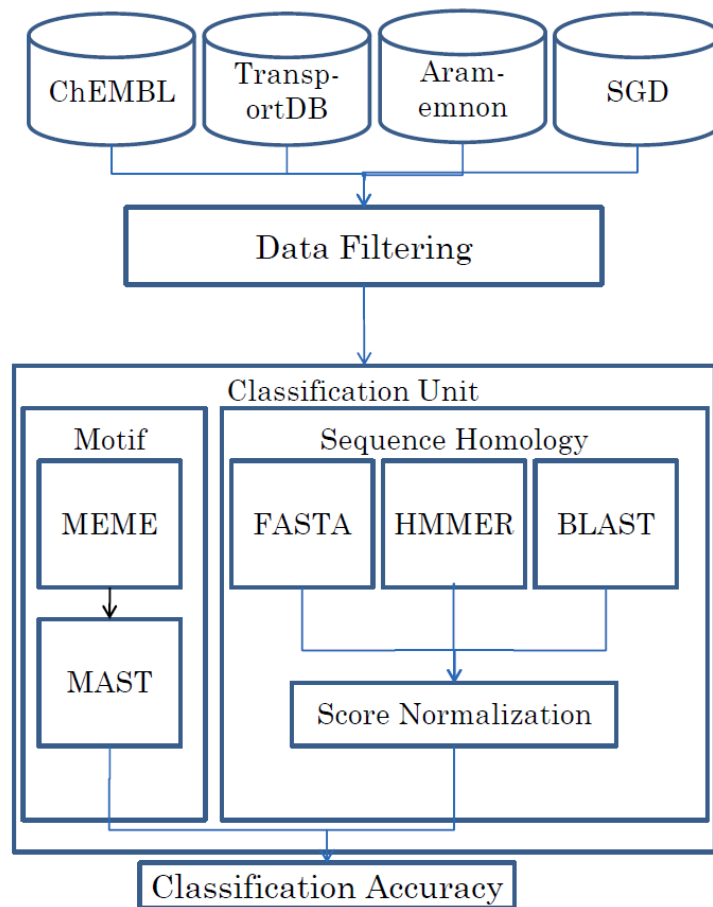 ChEMBL
Transp-
ortDB
Aram-
emnon
SGD
Data Filtering
Classification Unit
Motif
Sequence Homology
MEME
FASTA
HMMER
BLAST
MAST
Score Normalization
Classification Accuracy